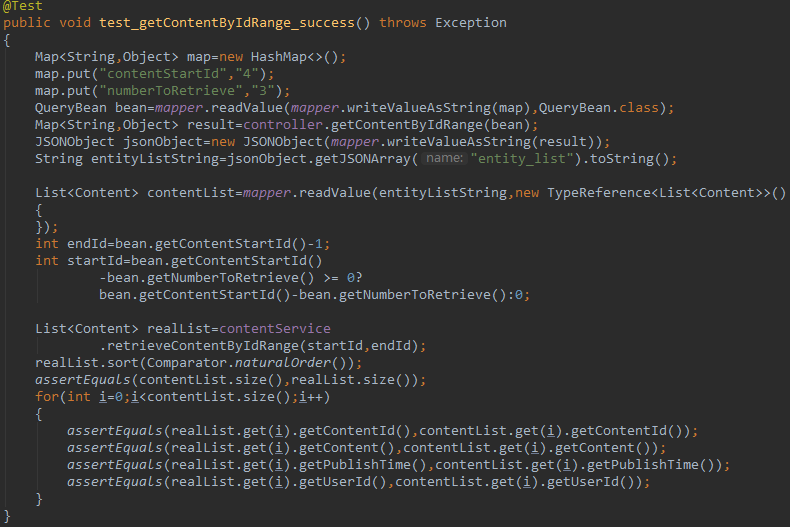 @Test
public void test_getContentByIdRange_success() throws Exception
{
    Map<String,Object> map=new HashMap<>();
    map.put("contentStartId","4");
    map.put("numberToRetrieve","3");
    QueryBean bean=mapper.readValue(mapper.writeValueAsString(map),QueryBean.class);
    Map<String,Object> result=controller.getContentByIdRange(bean);
    JSONObject jsonObject=new JSONObject(mapper.writeValueAsString(result));
    String entityListString=jsonObject.getJSONArray( name: "entity_list").toString();

    List<Content> contentList=mapper.readValue(entityListString,new TypeReference<List<Content>>()
    {
    });
    int endId=bean.getContentStartId()-1;
    int startId=bean.getContentStartId()
            -bean.getNumberToRetrieve() >= 0?
            bean.getContentStartId()-bean.getNumberToRetrieve():0;

    List<Content> realList=contentService
            .retrieveContentByIdRange(startId,endId);
    realList.sort(Comparator.naturalOrder());
    assertEquals(contentList.size(),realList.size());
    for(int i=0;i<contentList.size();i++)
    {
        assertEquals(realList.get(i).getContentId(),contentList.get(i).getContentId());
        assertEquals(realList.get(i).getContent(),contentList.get(i).getContent());
        assertEquals(realList.get(i).getPublishTime(),contentList.get(i).getPublishTime());
        assertEquals(realList.get(i).getUserId(),contentList.get(i).getUserId());
    }
}